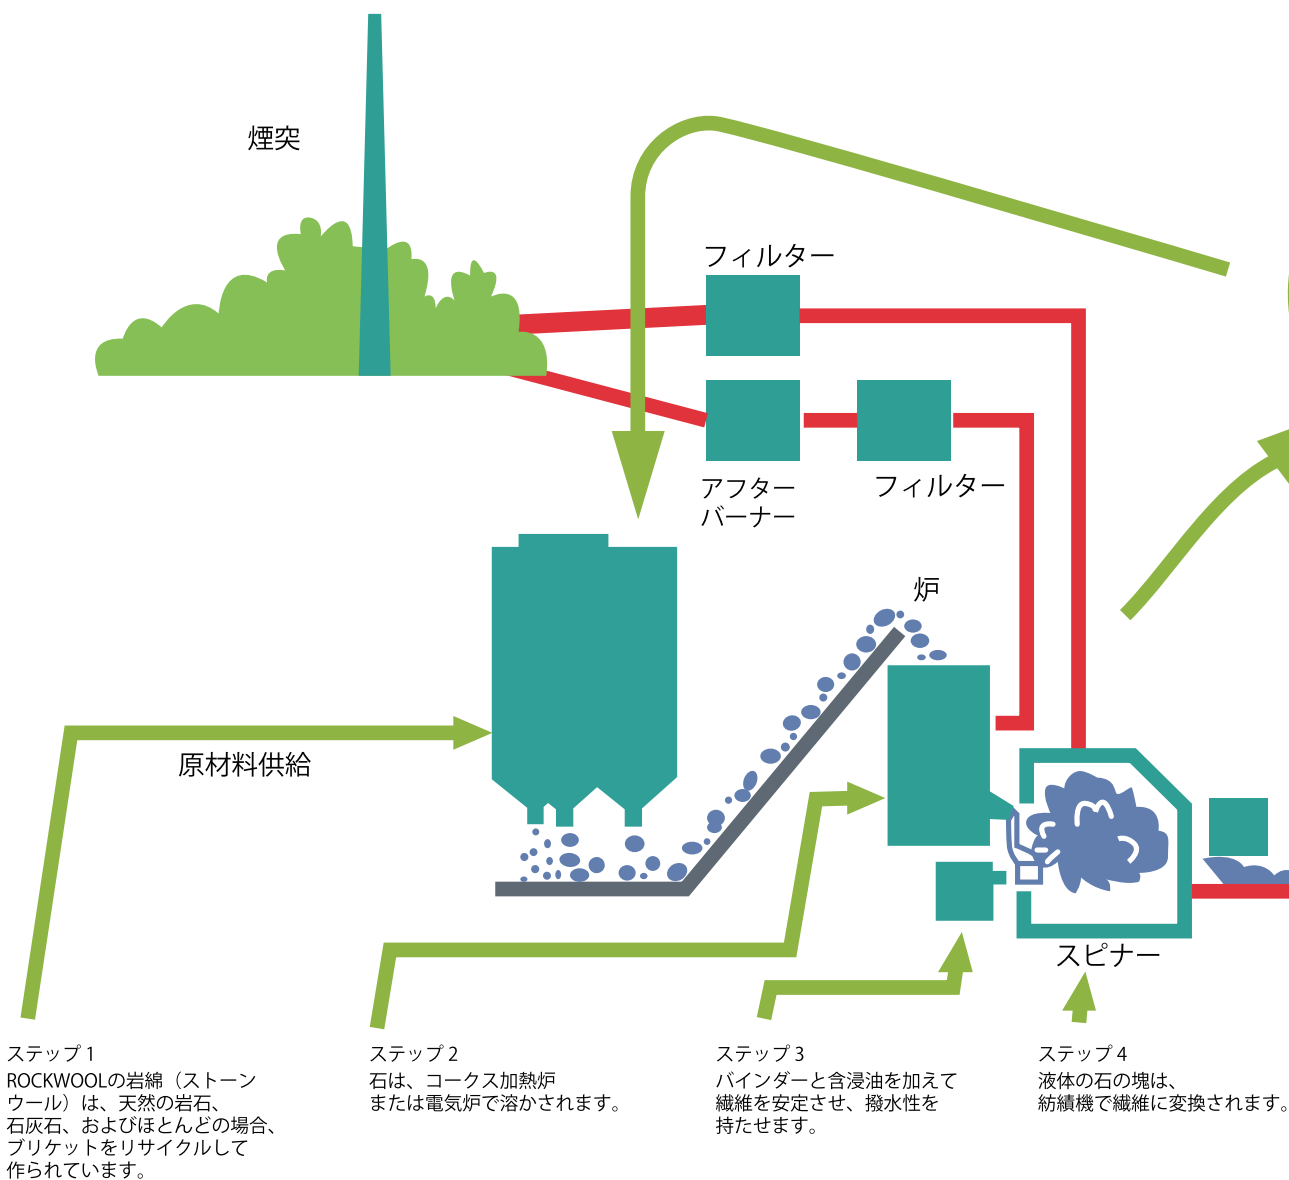 煙突
フィルター
アフター
バーナー
フィルター
炉
原材料供給
スピナー
ステップ 1
ROCKWOOLの岩綿（ストーン
ウール）は、天然の岩石、
石灰石、およびほとんどの場合、
ブリケットをリサイクルして
作られています。
ステップ 2
石は、コークス加熱炉
または電気炉で溶かされます。
ステップ 3
バインダーと含浸油を加えて
繊維を安定させ、撥水性を
持たせます。
ステップ 4
液体の石の塊は、
紡績機で繊維に変換されます。